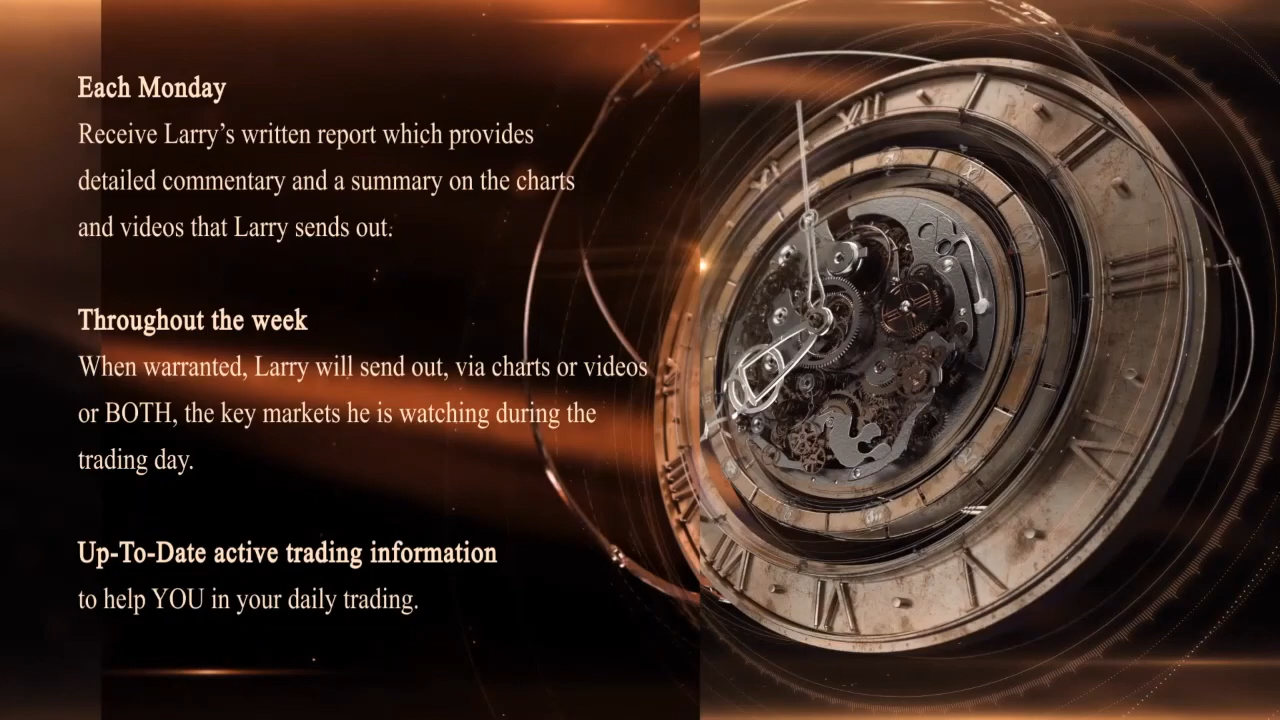 Each Monday
Receive Larry’s written report which provides
detailed commentary and a summary on the charts
and videos that Larry sends out.
Throughout the week
When warranted, Larry will send out, via charts or videos
or BOTH, the key markets he is watching during the
trading day.
Up-To-Date active trading information
to help YOU in your daily trading.